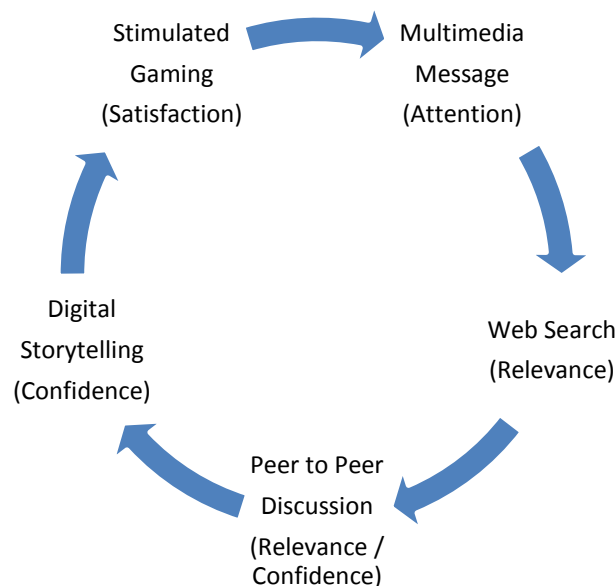 Stimulated
Gaming
(Satisfaction)
Multimedia
Message
(Attention)
Web Search
(Relevance)
Peer to Peer
Discussion
(Relevance /
Confidence)
Digital
Storytelling
(Confidence)